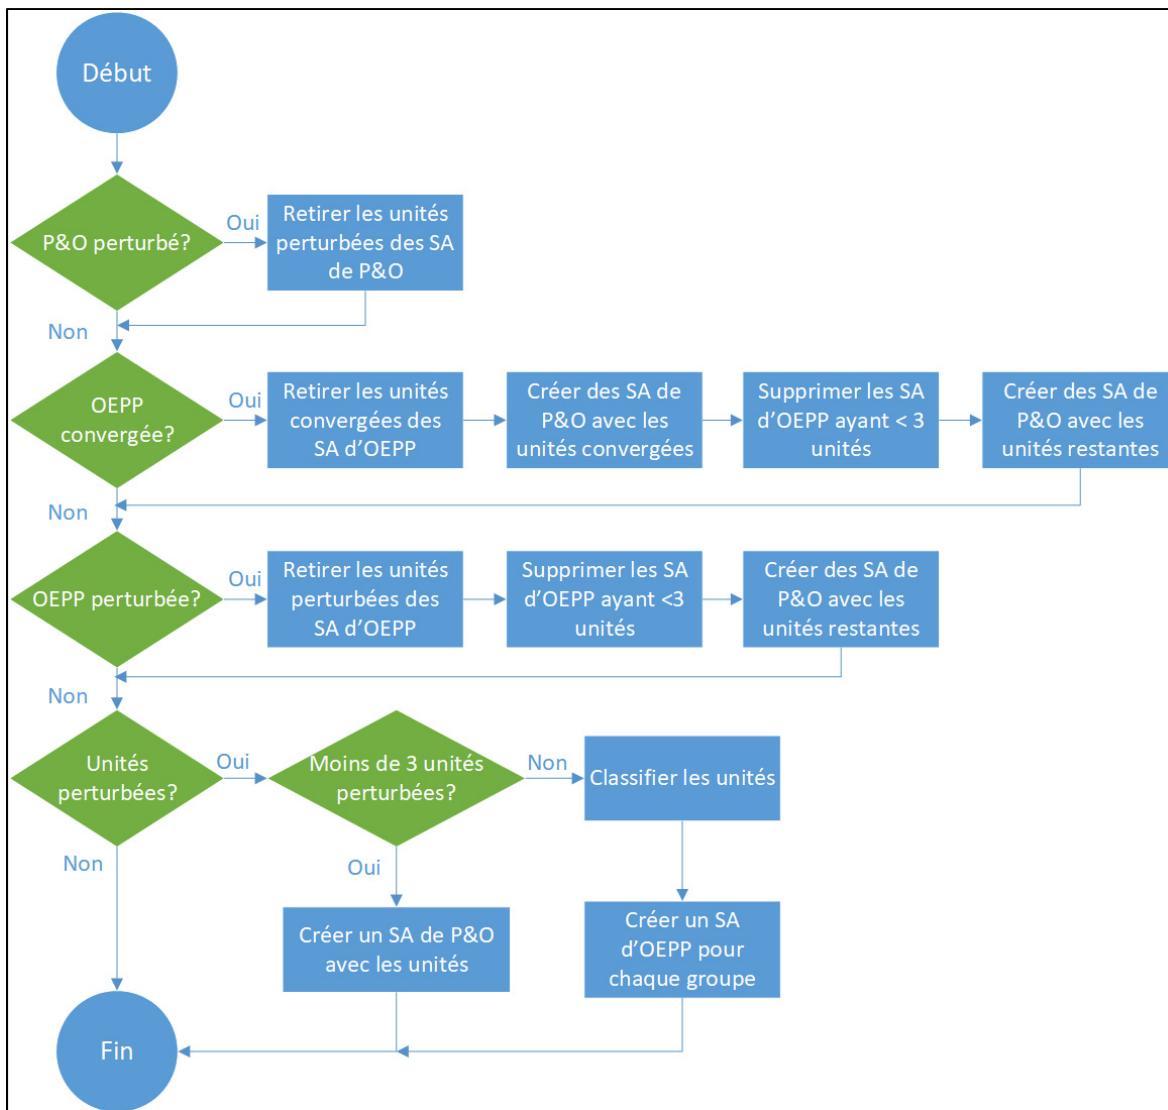 Début
P&O perturbé?
Oui
Retirer les unités
perturbées des SA
de P&O
Non
OEPP
convergée?
Oui
Retirer les unités
convergées des
SA d'OEPP
Créer des SA de
P&O avec les
unités convergées
Supprimer les SA
d'OEPP ayant < 3
unités
Créer des SA de
P&O avec les
unités restantes
Non
OEPP perturbée?
Oui
Retirer les unités
perturbées des
SA d'OEPP
Supprimer les SA
d'OEPP ayant <3
unités
Créer des SA de
P&O avec les
unités restantes
Non
Unités
perturbées?
Oui
Moins de 3 unités
perturbées?
Non
Classifier les unités
Non
Oui
Créer un SA de P&O
avec les unités
Créer un SA
d'OEPP pour
chaque groupe
Fin